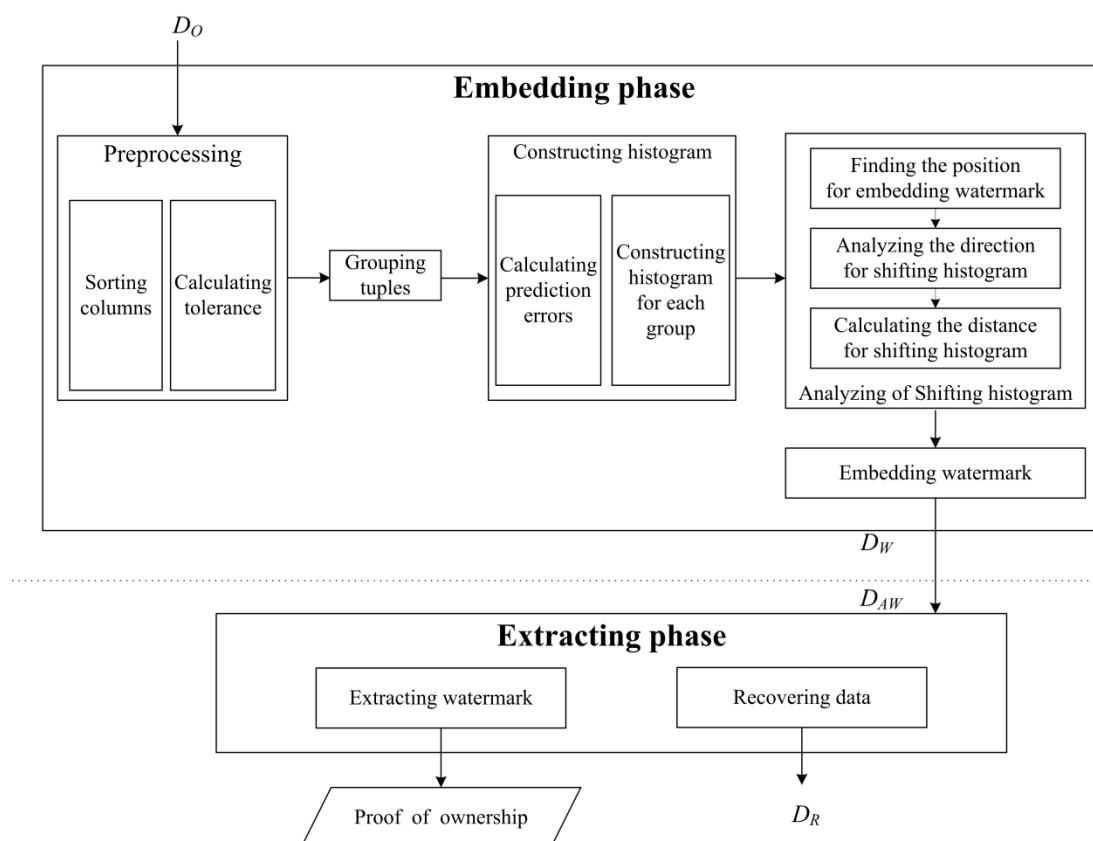 D_O
Embedding phase
Preprocessing
Sorting
columns
Calculating
tolerance
Grouping
tuples
Constructing histogram
Calculating
prediction
errors
Constructing
histogram
for each
group
Finding the position
for embedding watermark
Analyzing the direction
for shifting histogram
Calculating the distance
for shifting histogram
Analyzing of Shifting histogram
Embedding watermark
D_W
D_AW
Extracting phase
Extracting watermark
Recovering data
Proof of ownership
D_R